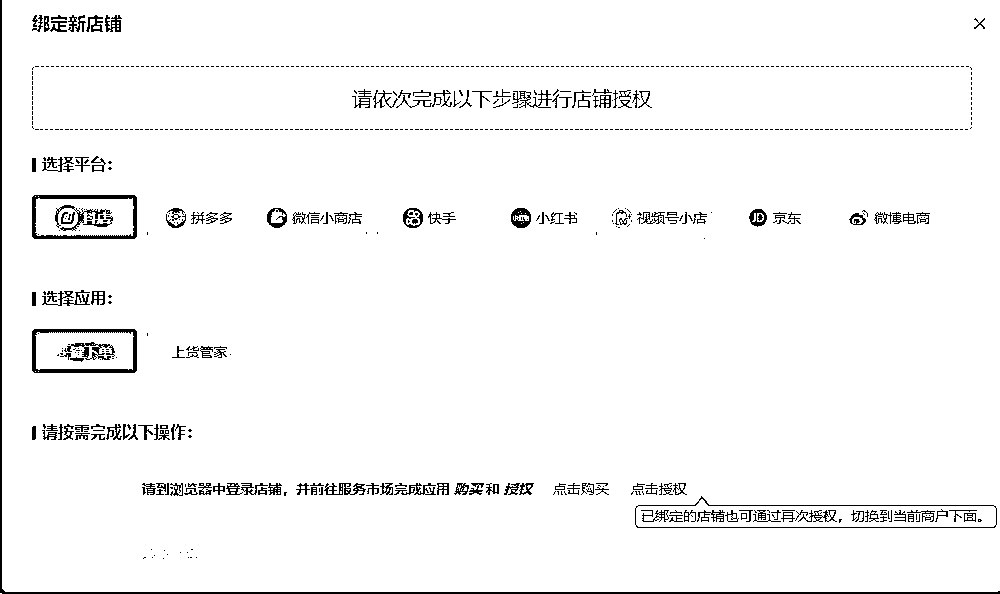 绑定新店铺
请依次完成以下步骤进行店铺授权
选择平台:
抖店 拼多多 微信小商店 快手 小红书 视频号小店 京东 微博电商
选择应用:
键下单 上货管家
请按需完成以下操作:
请到浏览器中登录店铺，并前往服务市场完成应用 购买 和 授权 点击购买 点击授权
已绑定的店铺也可通过再次授权，切换到当前商户下面。